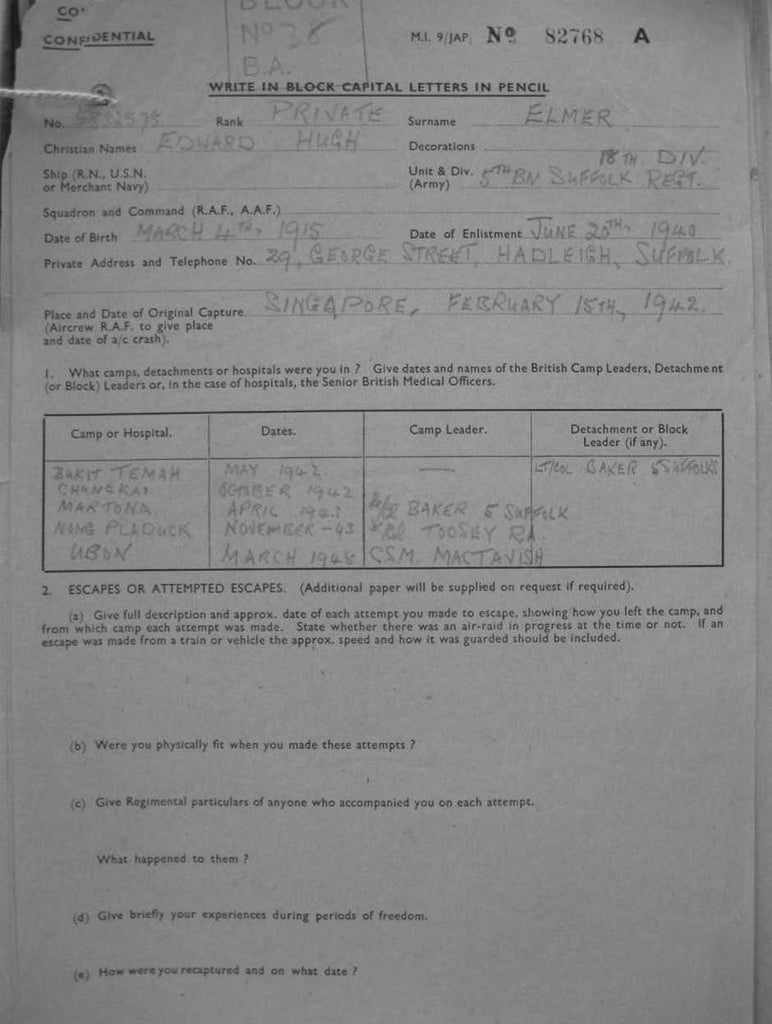 CO.
CONFIDENTIAL
BLOCK
Nº 38
B.A.
M.I. 9/JAP. Nº 82768 A
WRITE IN BLOCK CAPITAL LETTERS IN PENCIL
No. Rank PRIVATE Surname ELMER
Christian Names EDWARD HUGH Decorations
Ship (R.N., U.S.N. or Merchant Navy)
Unit & Div. (Army) 5TH BN SUFFOLK REGT. 18TH DIV.
Squadron and Command (R.A.F., A.A.F.)
Date of Birth MARCH 4TH, 1915 Date of Enlistment JUNE 20TH, 1940
Private Address and Telephone No. 29, GEORGE STREET, HADLEIGH, SUFFOLK.
Place and Date of Original Capture SINGAPORE, FEBRUARY 15TH, 1942.
(Aircrew R.A.F. to give place
and date of a/c crash).
1. What camps, detachments or hospitals were you in ? Give dates and names of the British Camp Leaders, Detachment
(or Block) Leaders or, in the case of hospitals, the Senior British Medical Officers.
Camp or Hospital. Dates. Camp Leader. Detachment or Block
Leader (if any).
BAKIT TEMAH MAY 1942 — LT/COL BAKER 5 SUFFOLKS
CHUNGKAI OCTOBER 1942
MARTONA APRIL 1943 BAKER 5 SUFFOLK
NONG PLADUCK NOVEMBER -43 TOOSEY RA
UBON MARCH 1945 CSM MACTAVISH
2. ESCAPES OR ATTEMPTED ESCAPES. (Additional paper will be supplied on request if required).
(a) Give full description and approx. date of each attempt you made to escape, showing how you left the camp, and
from which camp each attempt was made. State whether there was an air-raid in progress at the time or not. If an
escape was made from a train or vehicle the approx. speed and how it was guarded should be included.
(b) Were you physically fit when you made these attempts ?
(c) Give Regimental particulars of anyone who accompanied you on each attempt.
What happened to them ?
(d) Give briefly your experiences during periods of freedom.
(e) How were you recaptured and on what date ?